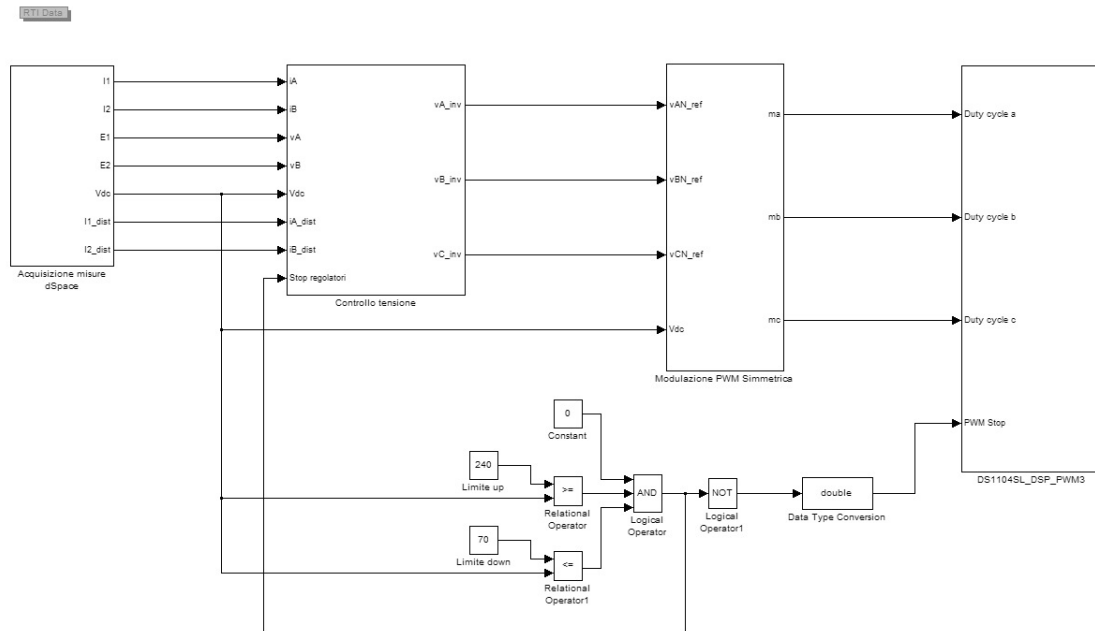 RTI Data
I1
I2
E1
E2
Vdc
I1_dist
I2_dist
Acquisizione misure
dSpace
iA
iB
vA
vB
Vdc
iA_dist
iB_dist
Stop regolatori
vA_inv
vB_inv
vC_inv
Controllo tensione
vAN_ref
vBN_ref
vCN_ref
Vdc
ma
mb
mc
Modulazione PWM Simmetrica
Duty cycle a
Duty cycle b
Duty cycle c
PWM Stop
DS1104SL_DSP_PWM3
0
Constant
240
Limite up
>=
Relational
Operator
70
Limite down
<=
Relational
Operator1
AND
Logical
Operator
NOT
Logical
Operator1
double
Data Type Conversion